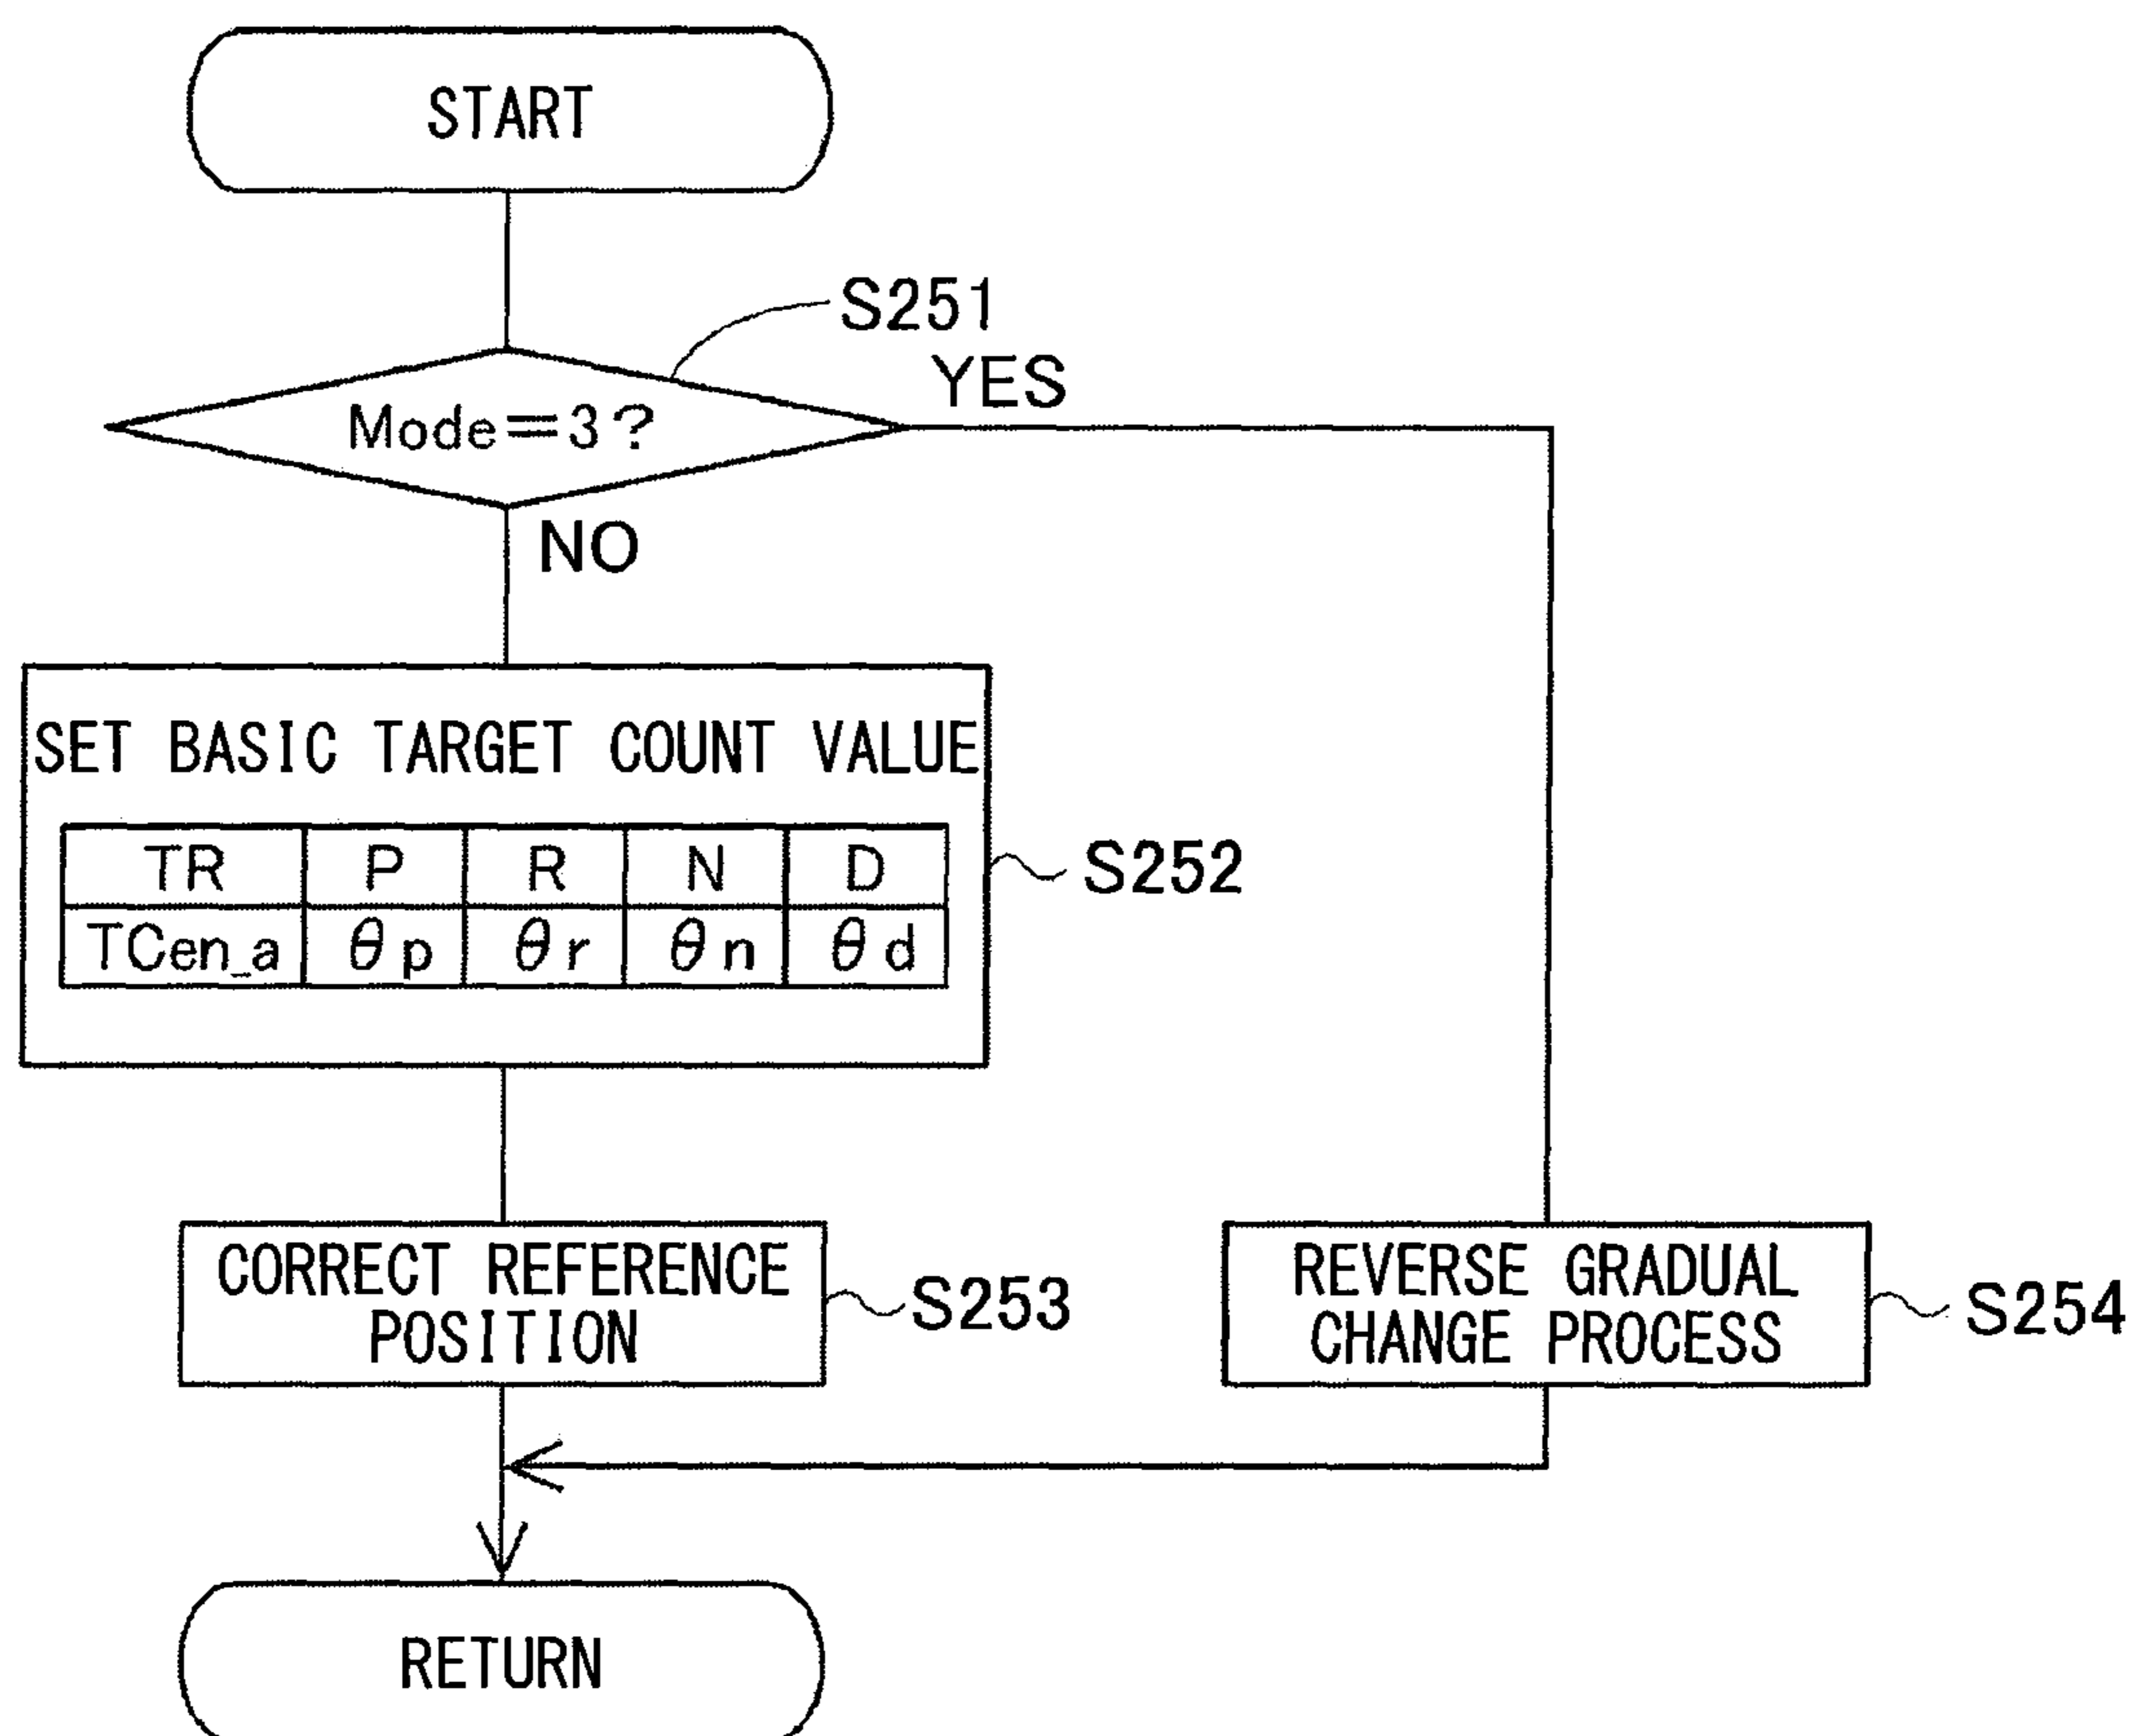 START
S251
YES
Mode=3?
NO
SET BASIC TARGET COUNT VALUE
TR P R N D
S252
TCen_a θp θr θn θd
CORRECT REFERENCE
POSITION
S253
REVERSE GRADUAL
CHANGE PROCESS
S254
RETURN